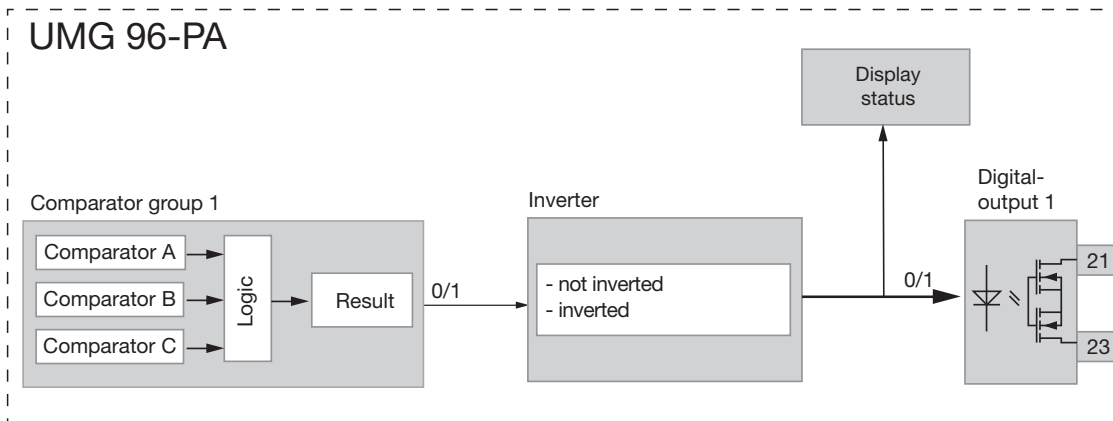 UMG 96-PA
Display
status
Digital-
output 1
Comparator group 1
Inverter
Comparator A
Comparator B
Comparator C
Logic
Result
0/1
- not inverted
- inverted
0/1
21
23